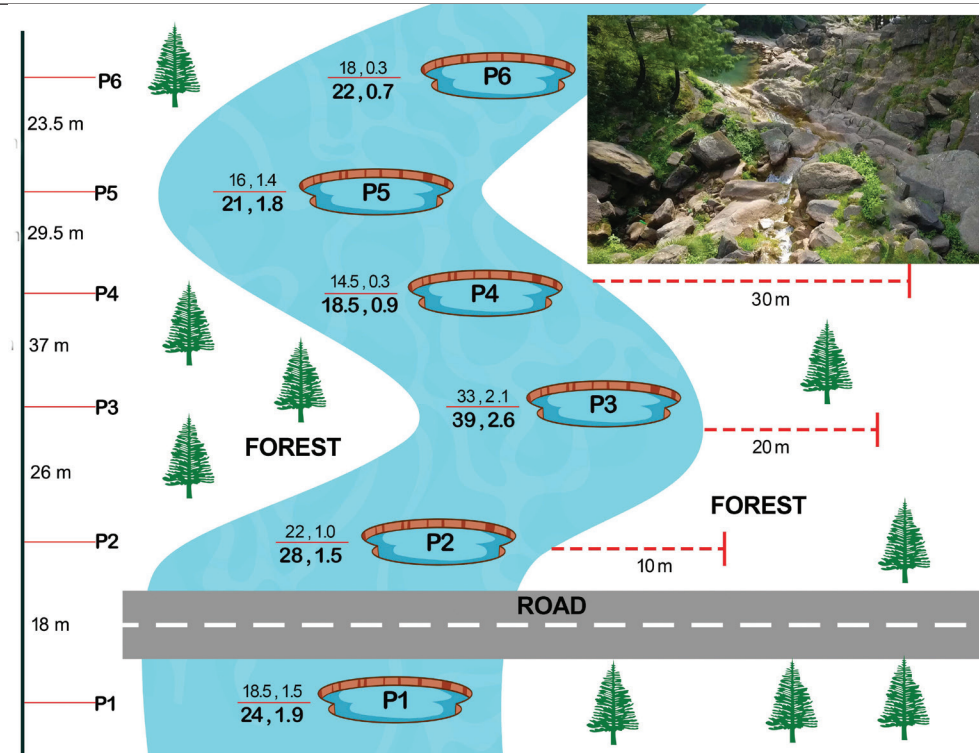 P6
18 , 0.3
22 , 0.7
P6
23.5 m
P5
16 , 1.4
21 , 1.8
P5
29.5 m
P4
14.5 , 0.3
18.5 , 0.9
P4
30 m
37 m
P3
33 , 2.1
39 , 2.6
P3
20 m
FOREST
26 m
FOREST
P2
22 , 1.0
28 , 1.5
P2
10 m
ROAD
18 m
P1
18.5 , 1.5
24 , 1.9
P1